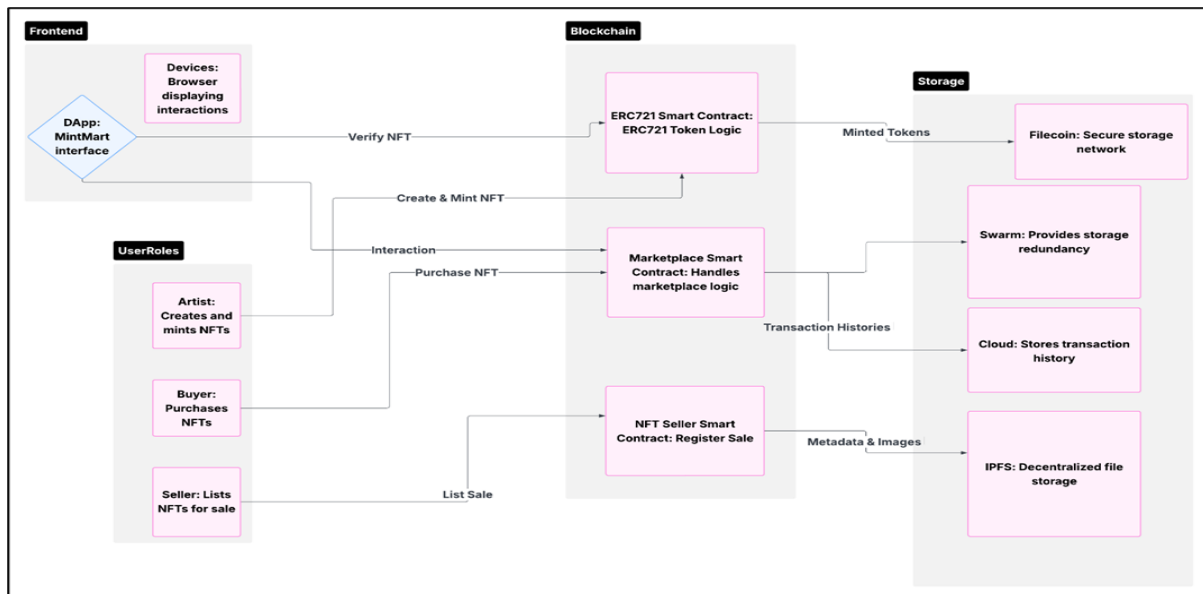 Frontend
Devices:
Browser
displaying
interactions
DApp:
MintMart
interface
UserRoles
Artist:
Creates and
mints NFTs
Buyer:
Purchases
NFTs
Seller: Lists
NFTs for sale
Verify NFT
Create & Mint NFT
Interaction
Purchase NFT
List Sale
Blockchain
ERC721 Smart Contract:
ERC721 Token Logic
Marketplace Smart
Contract: Handles
marketplace logic
NFT Seller Smart
Contract: Register Sale
Minted Tokens
Transaction Histories
Metadata & Images
Storage
Filecoin: Secure storage
network
Swarm: Provides storage
redundancy
Cloud: Stores transaction
history
IPFS: Decentralized file
storage